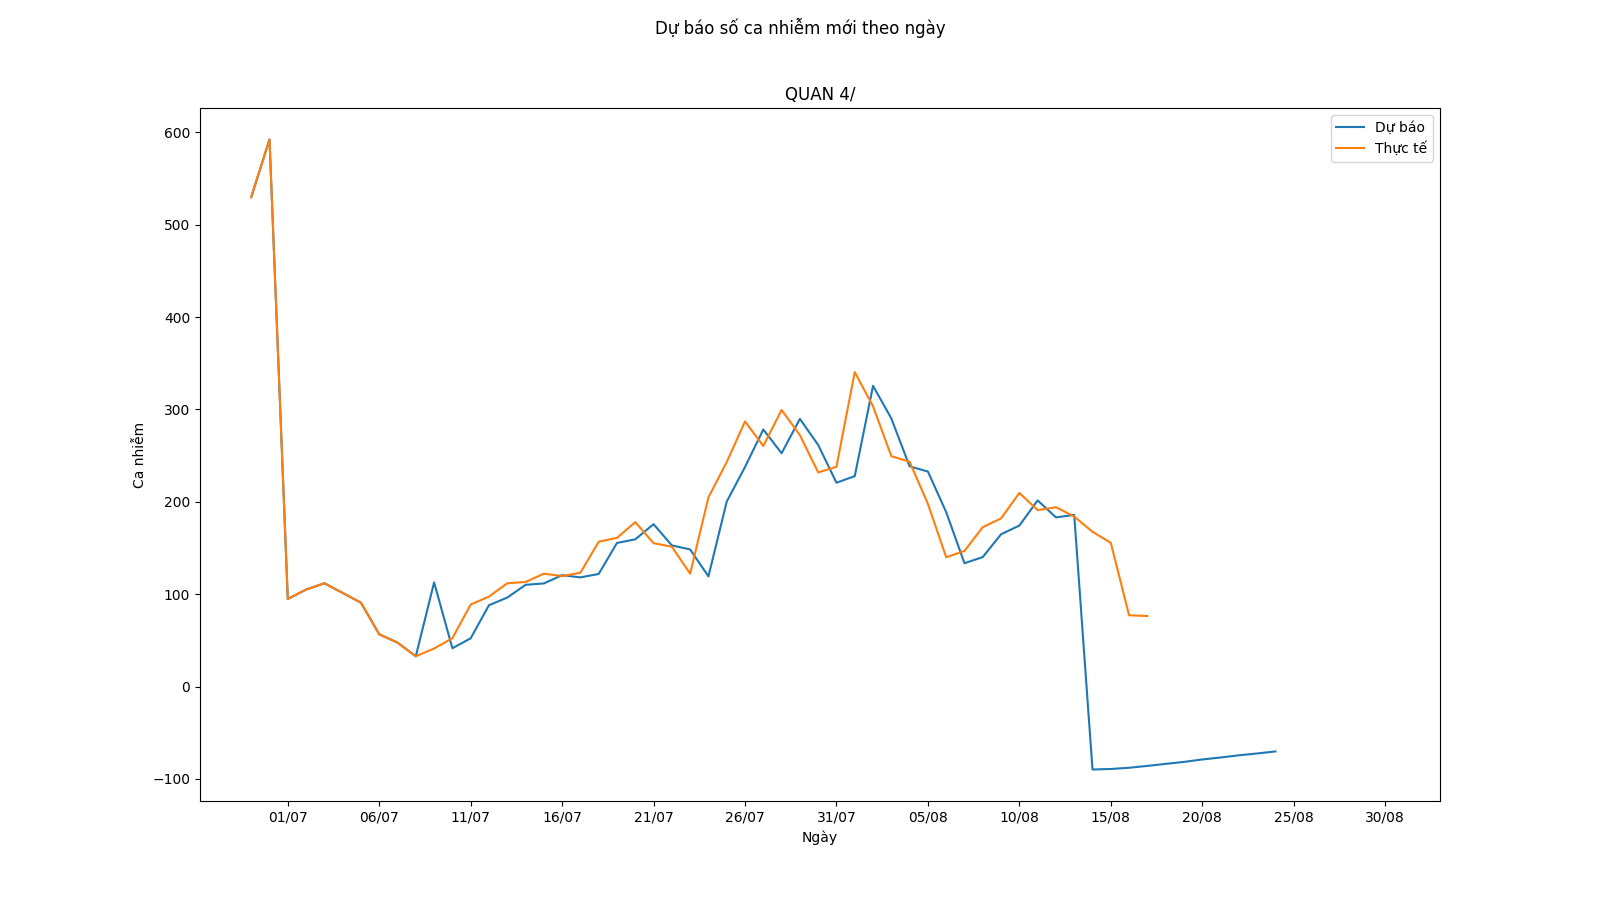 Dự báo số ca nhiễm mới theo ngày
QUAN 4/
Dự báo
Thực tế
600
500
400
300
200
100
0
−100
Ca nhiễm
01/07 06/07 11/07 16/07 21/07 26/07 31/07 05/08 10/08 15/08 20/08 25/08 30/08
Ngày